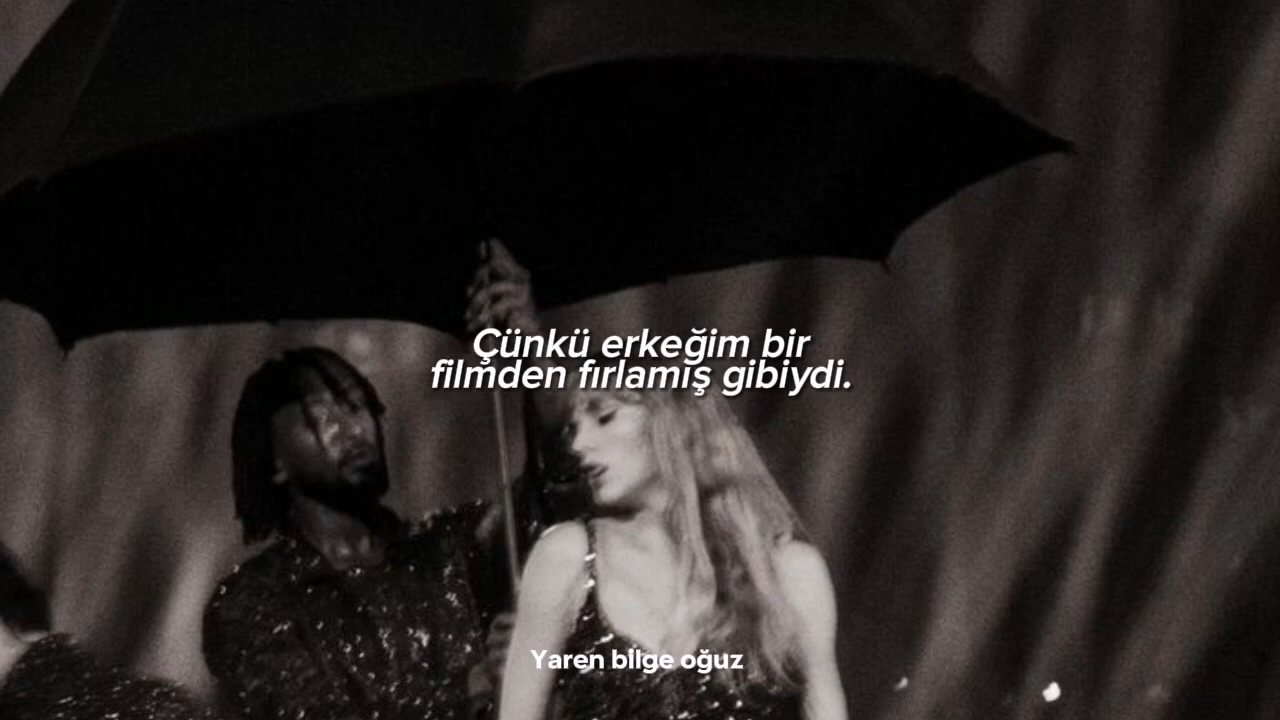 Çünkü erkeğim bir
filmden fırlamış gibiydi.
Yaren bilge oğuz